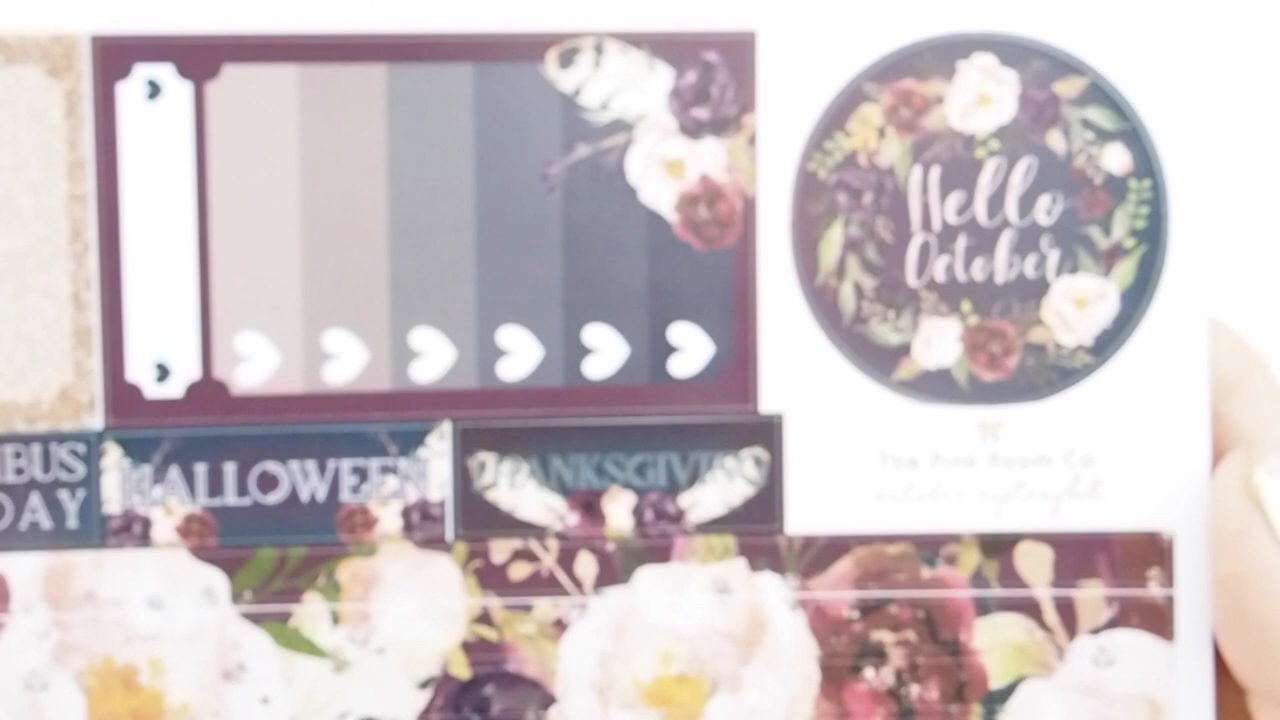 Hello
October
BUS
DAY
HALLOWEEN
THANKSGIVING
The Pink Room Co.